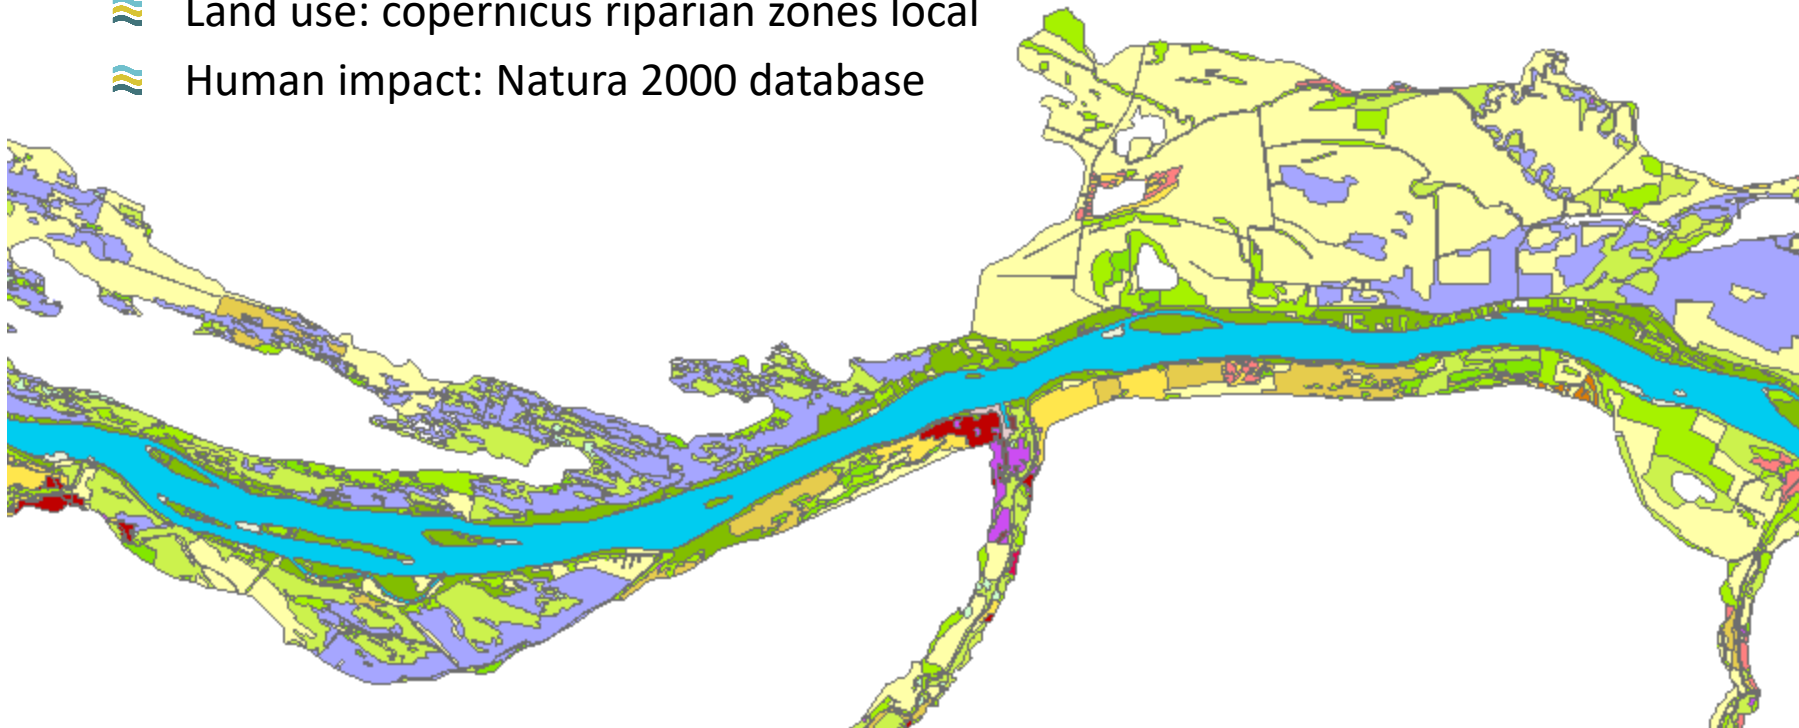 Land use: copernicus riparian zones local
Human impact: Natura 2000 database